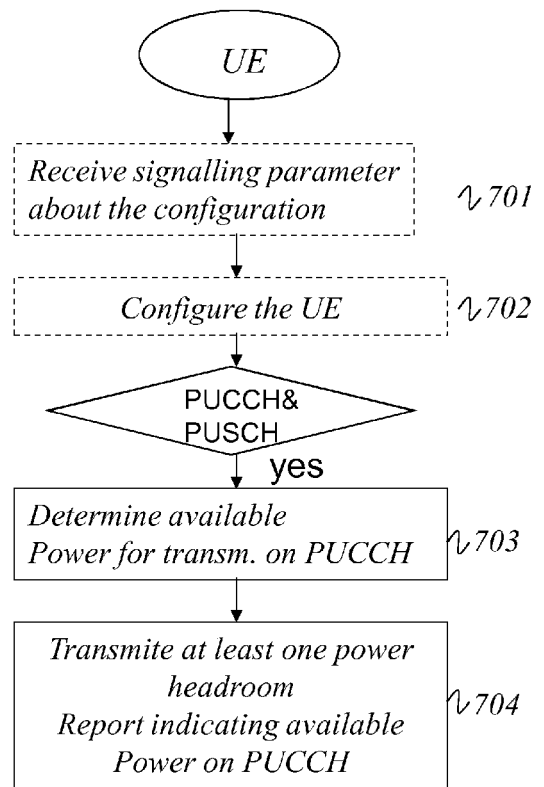 UE
Receive signalling parameter
about the configuration
701
Configure the UE
702
PUCCH&
PUSCH
yes
Determine available
Power for transm. on PUCCH
703
Transmite at least one power
headroom
Report indicating available
Power on PUCCH
704